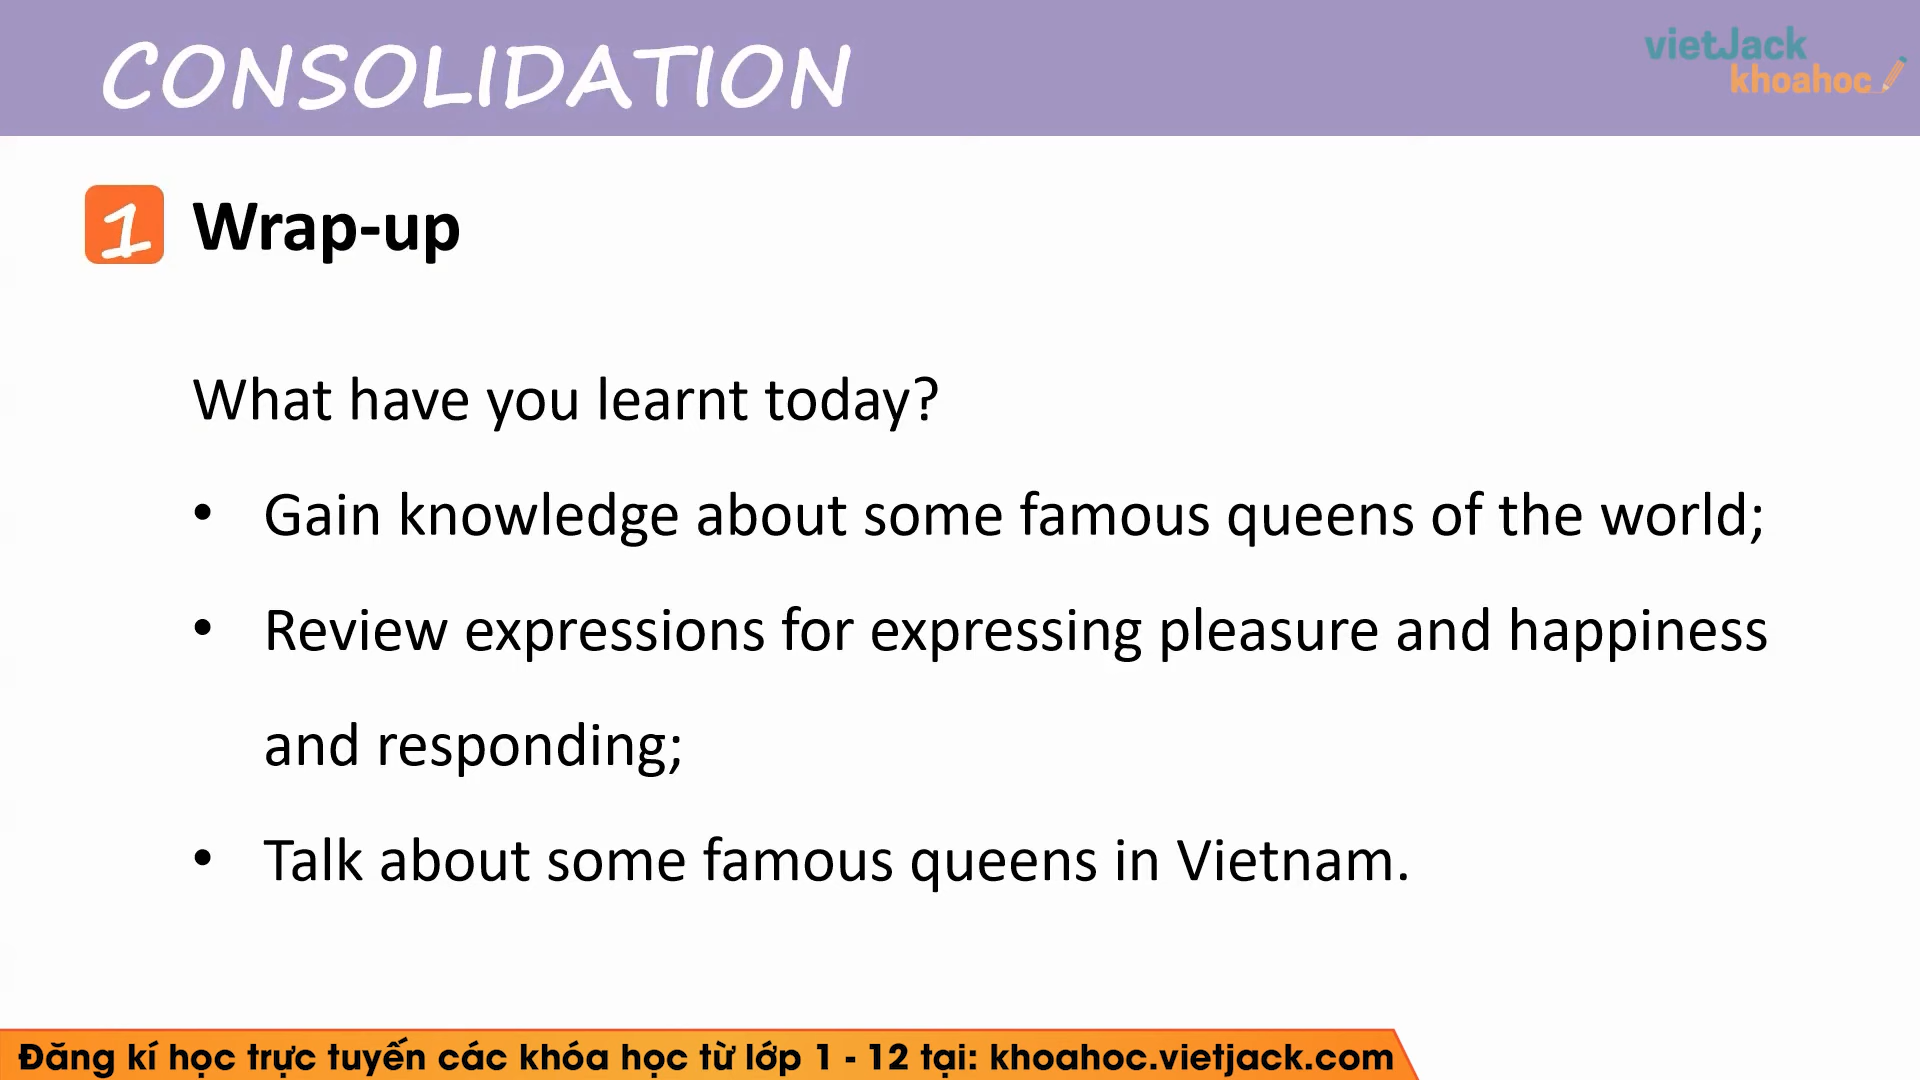 CONSOLIDATION
vietJack
khoahoc
1 Wrap-up
What have you learnt today?
• Gain knowledge about some famous queens of the world;
• Review expressions for expressing pleasure and happiness
and responding;
• Talk about some famous queens in Vietnam.
Đăng kí học trực tuyến các khóa học từ lớp 1 - 12 tại: khoahoc.vietjack.com